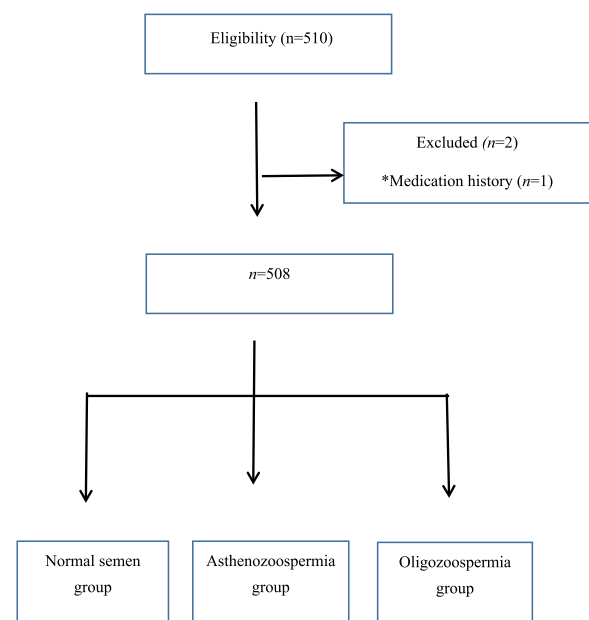 Eligibility (n=510)
Excluded (n=2)
*Medication history (n=1)
n=508
Normal semen
group
Asthenozoospermia
group
Oligozoospermia
group